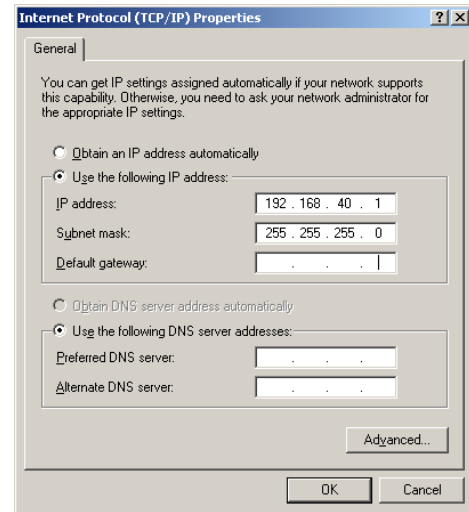 Internet Protocol (TCP/IP) Properties
General
You can get IP settings assigned automatically if your network supports
this capability. Otherwise, you need to ask your network administrator for
the appropriate IP settings.
Obtain an IP address automatically
Use the following IP address:
IP address: 192 . 168 . 40 . 1
Subnet mask: 255 . 255 . 255 . 0
Default gateway: . . .
Obtain DNS server address automatically
Use the following DNS server addresses:
Preferred DNS server: . . .
Alternate DNS server: . . .
Advanced...
OK Cancel